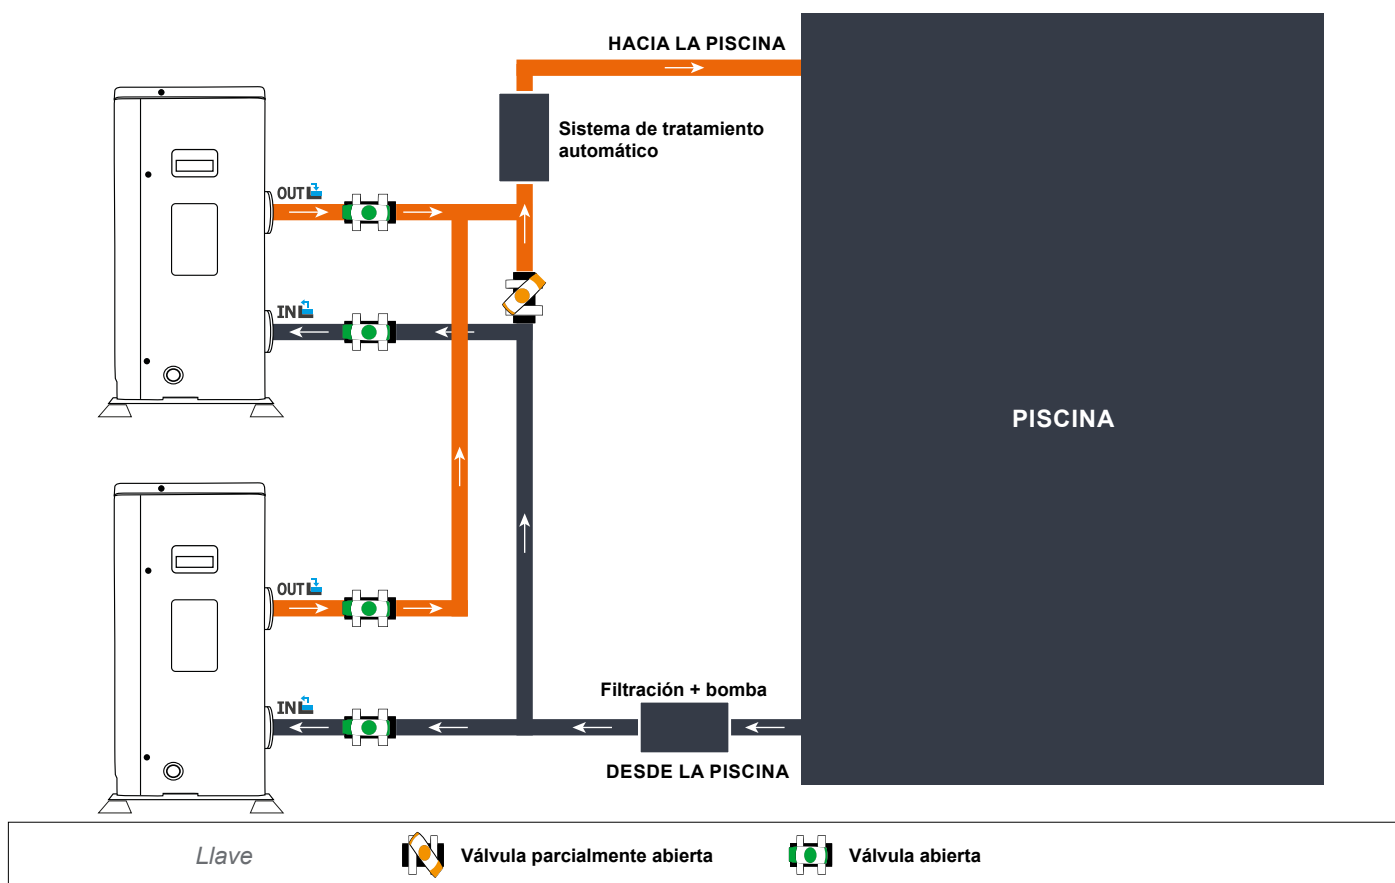 HACIA LA PISCINA
Sistema de tratamiento
automático
OUT
IN
PISCINA
OUT
IN
Filtración + bomba
DESDE LA PISCINA
Llave
Válvula parcialmente abierta
Válvula abierta